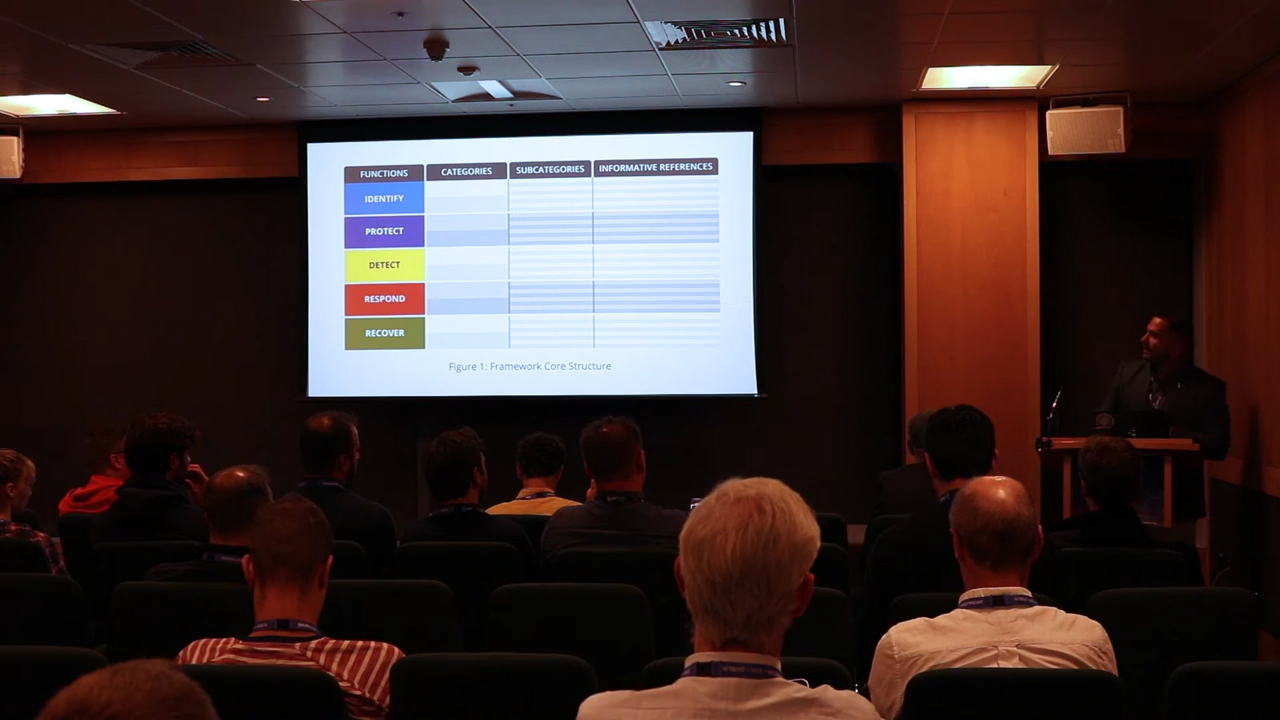 FUNCTIONS CATEGORIES SUBCATEGORIES INFORMATIVE REFERENCES
IDENTIFY
PROTECT
DETECT
RESPOND
RECOVER
Figure 1: Framework Core Structure